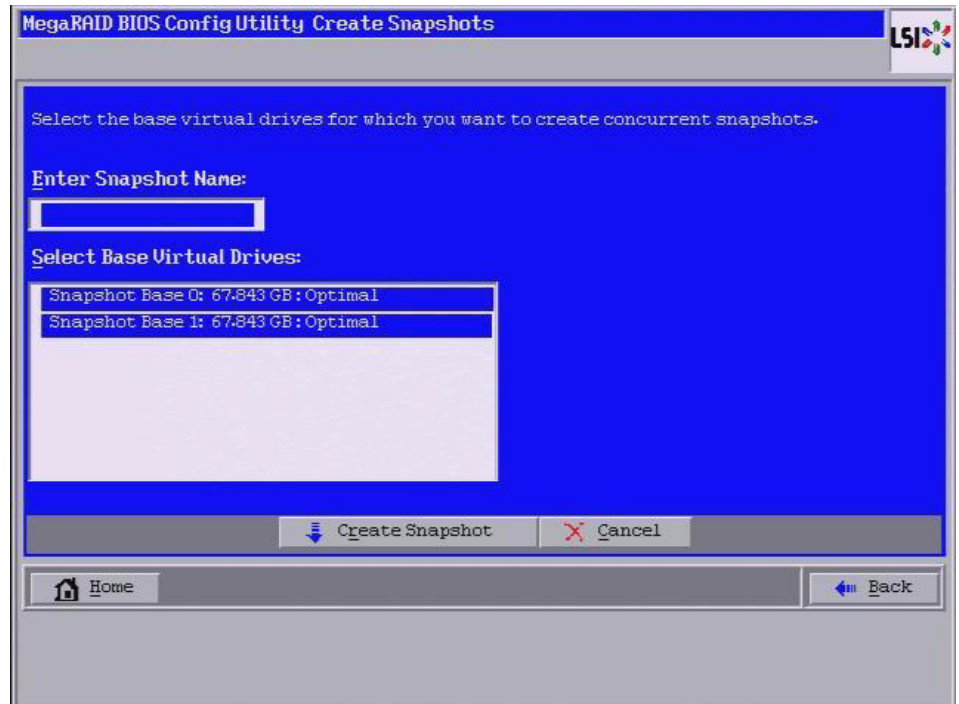 MegaRAID BIOS Config Utility Create Snapshots
LSI
Select the base virtual drives for which you want to create concurrent snapshots.
Enter Snapshot Name:
Select Base Virtual Drives:
Snapshot Base 0: 67.843 GB : Optimal
Snapshot Base 1: 67.843 GB : Optimal
Create Snapshot
Cancel
Home
Back